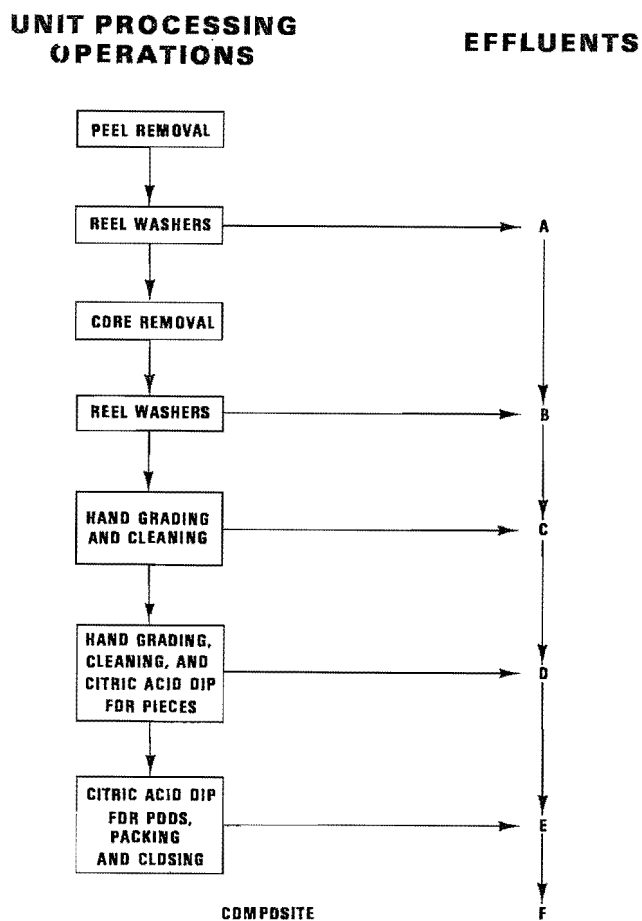 UNIT PROCESSING
OPERATIONS
EFFLUENTS
PEEL REMOVAL
REEL WASHERS
A
CORE REMOVAL
REEL WASHERS
B
HAND GRADING
AND CLEANING
C
HAND GRADING,
CLEANING, AND
CITRIC ACID DIP
FOR PIECES
D
CITRIC ACID DIP
FOR PODS,
PACKING
AND CLOSING
E
COMPOSITE
F